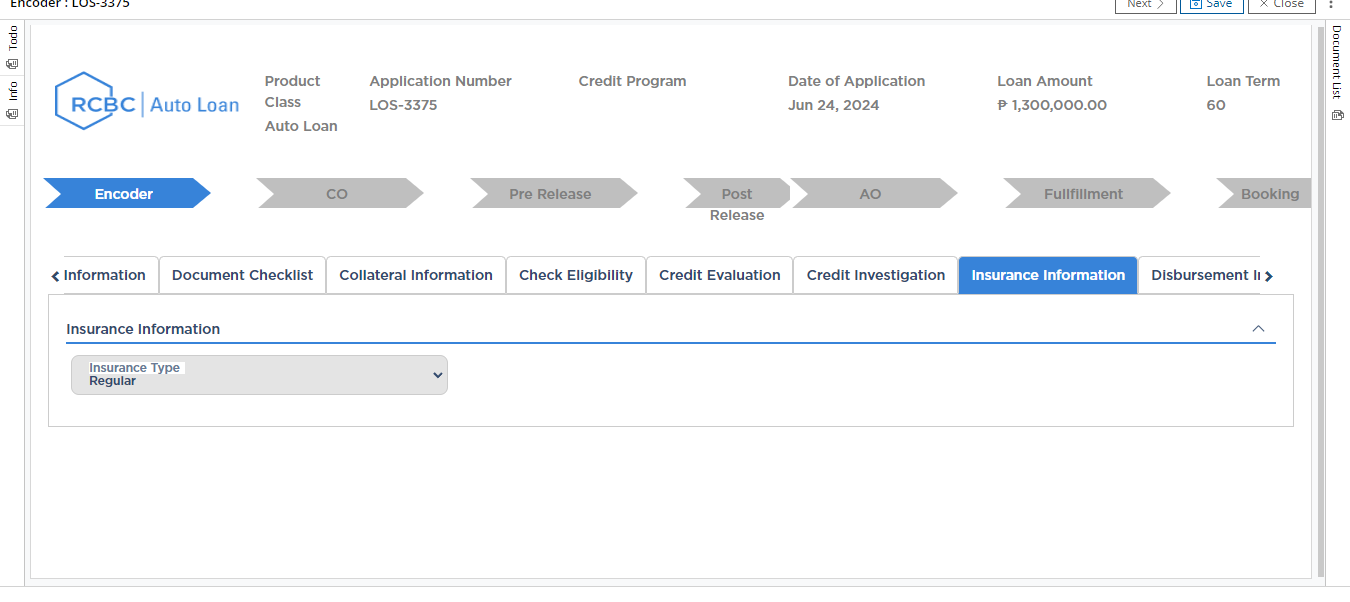 Encoder : LOS-3375
Next
Save
Close
Todo
Info
Document List
RCBC Auto Loan
Product Class
Auto Loan
Application Number
LOS-3375
Credit Program
Date of Application
Jun 24, 2024
Loan Amount
₱ 1,300,000.00
Loan Term
60
Encoder
CO
Pre Release
Post
Release
AO
Fullfillment
Booking
Information
Document Checklist
Collateral Information
Check Eligibility
Credit Evaluation
Credit Investigation
Insurance Information
Disbursement
Insurance Information
Insurance Type
Regular